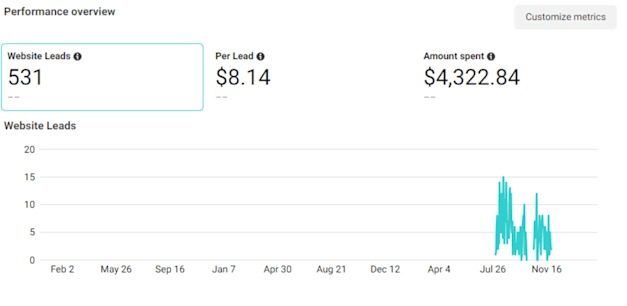 Performance overview
Customize metrics
Website Leads
Per Lead
Amount spent
531
$8.14
$4,322.84
--
--
--
Website Leads
20
15
10
5
0
Feb 2
May 26
Sep 16
Jan 7
Apr 30
Aug 21
Dec 12
Apr 4
Jul 26
Nov 16